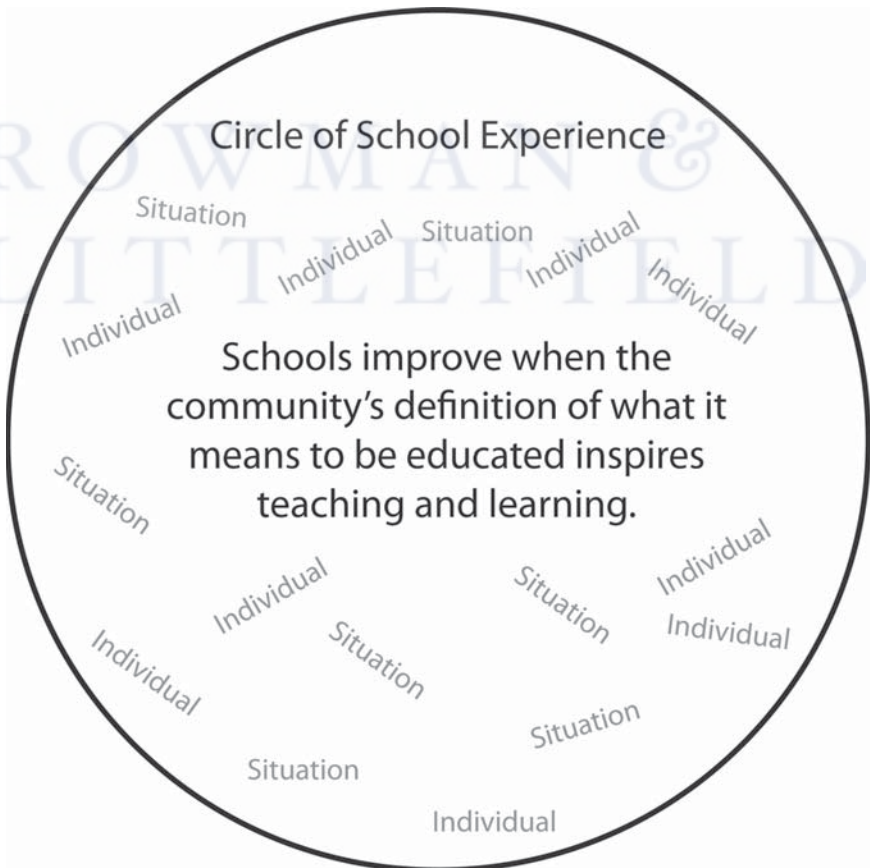 ROWMAN &
Circle of School Experience
Situation
Individual
Situation
Individual
Individual
LITTLEFIELD
Individual
Schools improve when the
community's definition of what it
means to be educated inspires
teaching and learning.
Situation
Individual
Individual
Situation
Situation
Individual
Individual
Situation
Situation
Individual